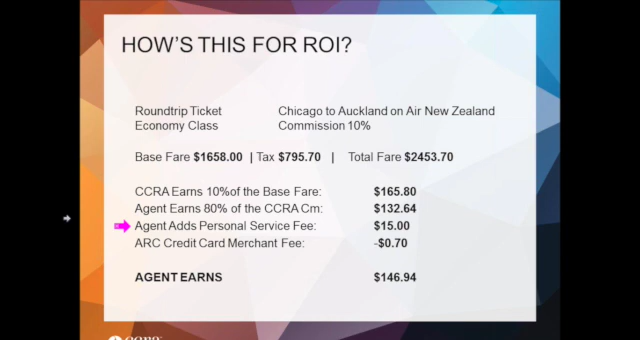 HOW'S THIS FOR ROI?
Roundtrip Ticket Chicago to Auckland on Air New Zealand
Economy Class Commission 10%
Base Fare $1658.00 | Tax $795.70 | Total Fare $2453.70
CCRA Earns 10%of the Base Fare: $165.80
Agent Earns 80% of the CCRA Cm: $132.64
Agent Adds Personal Service Fee: $15.00
ARC Credit Card Merchant Fee: -$0.70
AGENT EARNS $146.94